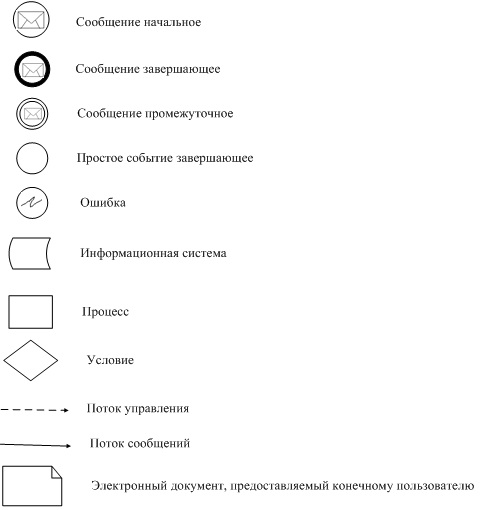 Сообщение начальное
Сообщение завершающее
Сообщение промежуточное
Простое событие завершающее
Ошибка
Информационная система
Процесс
Условие
Поток управления
Поток сообщений
Электронный документ, предоставляемый конечному пользователю